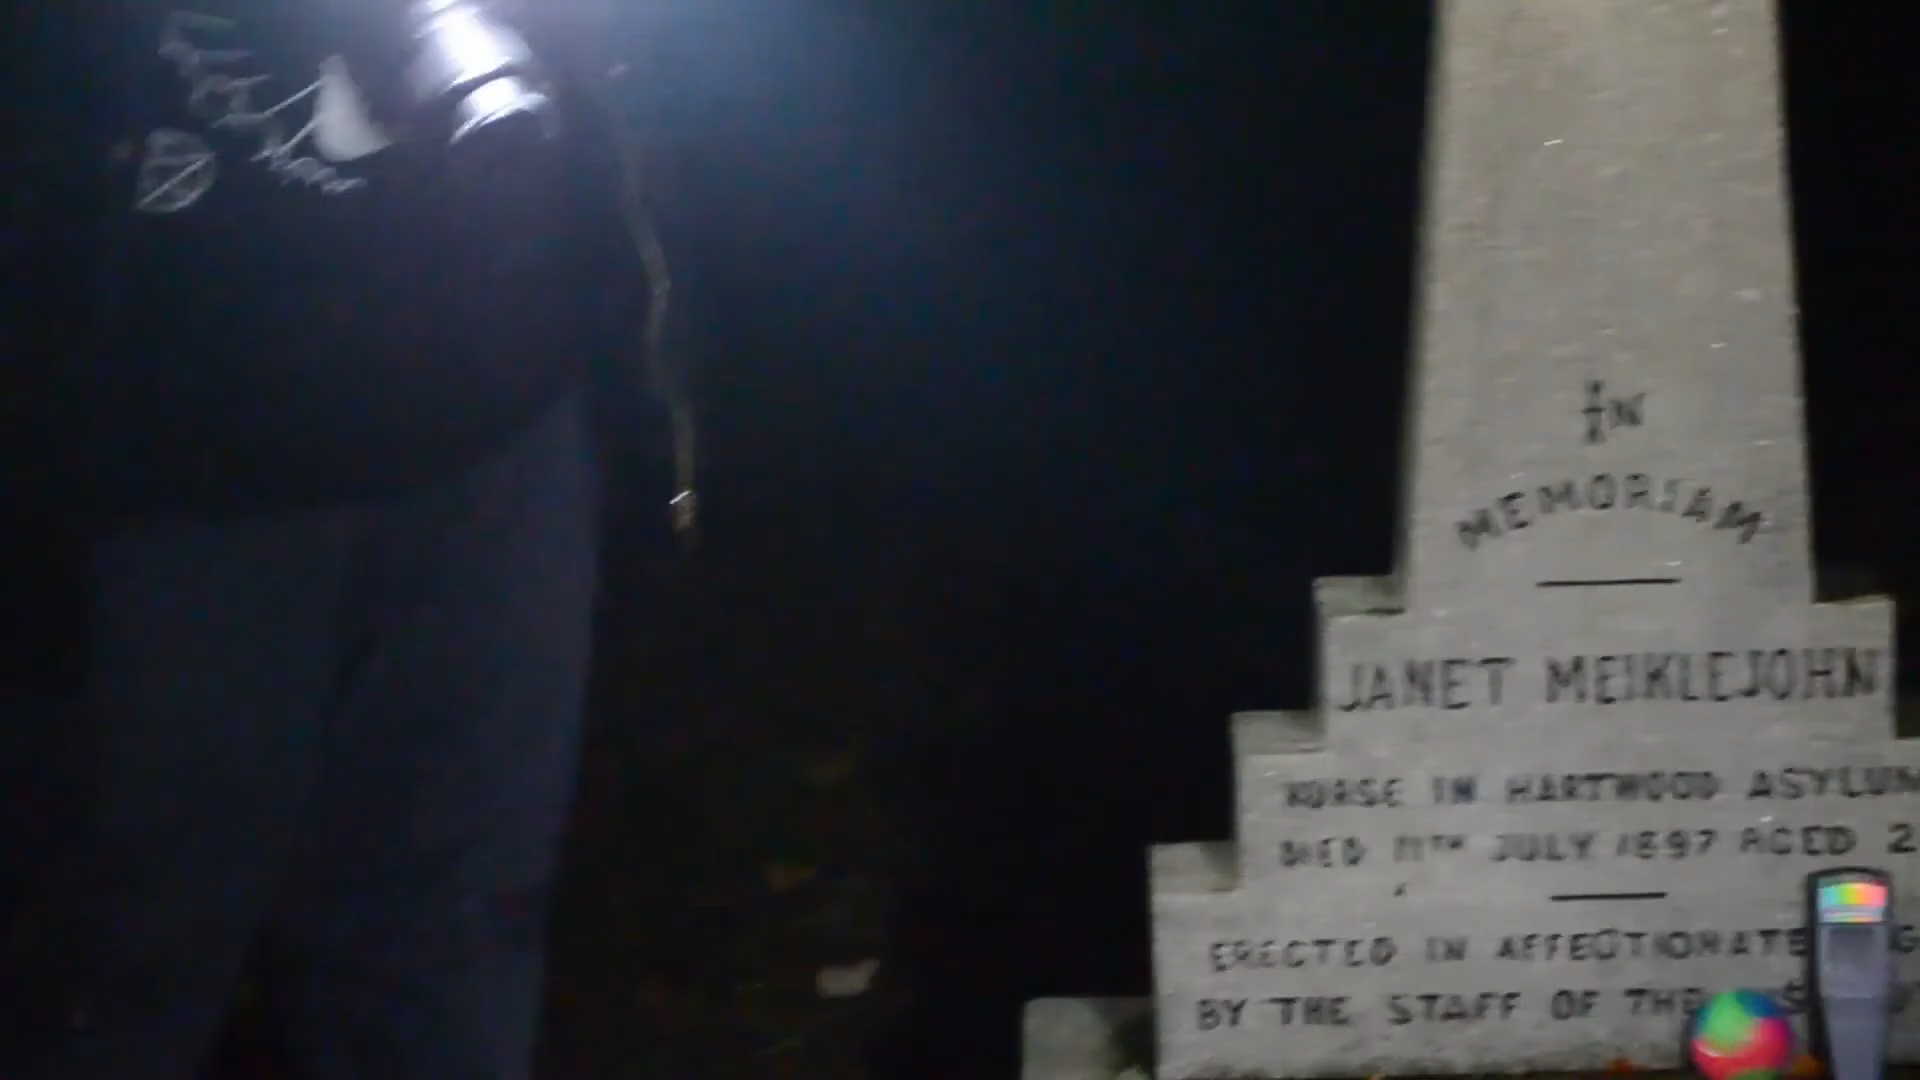 IN
MEMORIAM
JANET MEIKLEJOHN
NURSE IN HARTWOOD ASYLUM
DIED 11TH JULY 1897 AGED 2
ERECTED IN AFFECTIONATE
BY THE STAFF OF THE